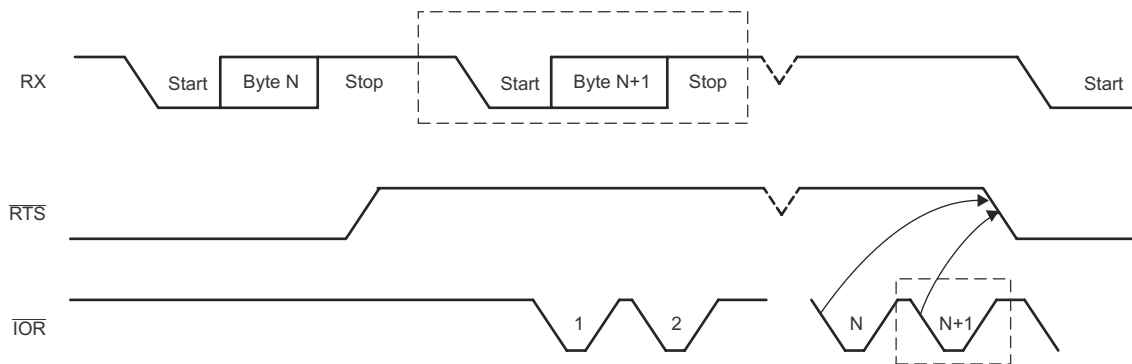 RX Start Byte N Stop Start Byte N+1 Stop Start
RTS
IOR 1 2 N N+1